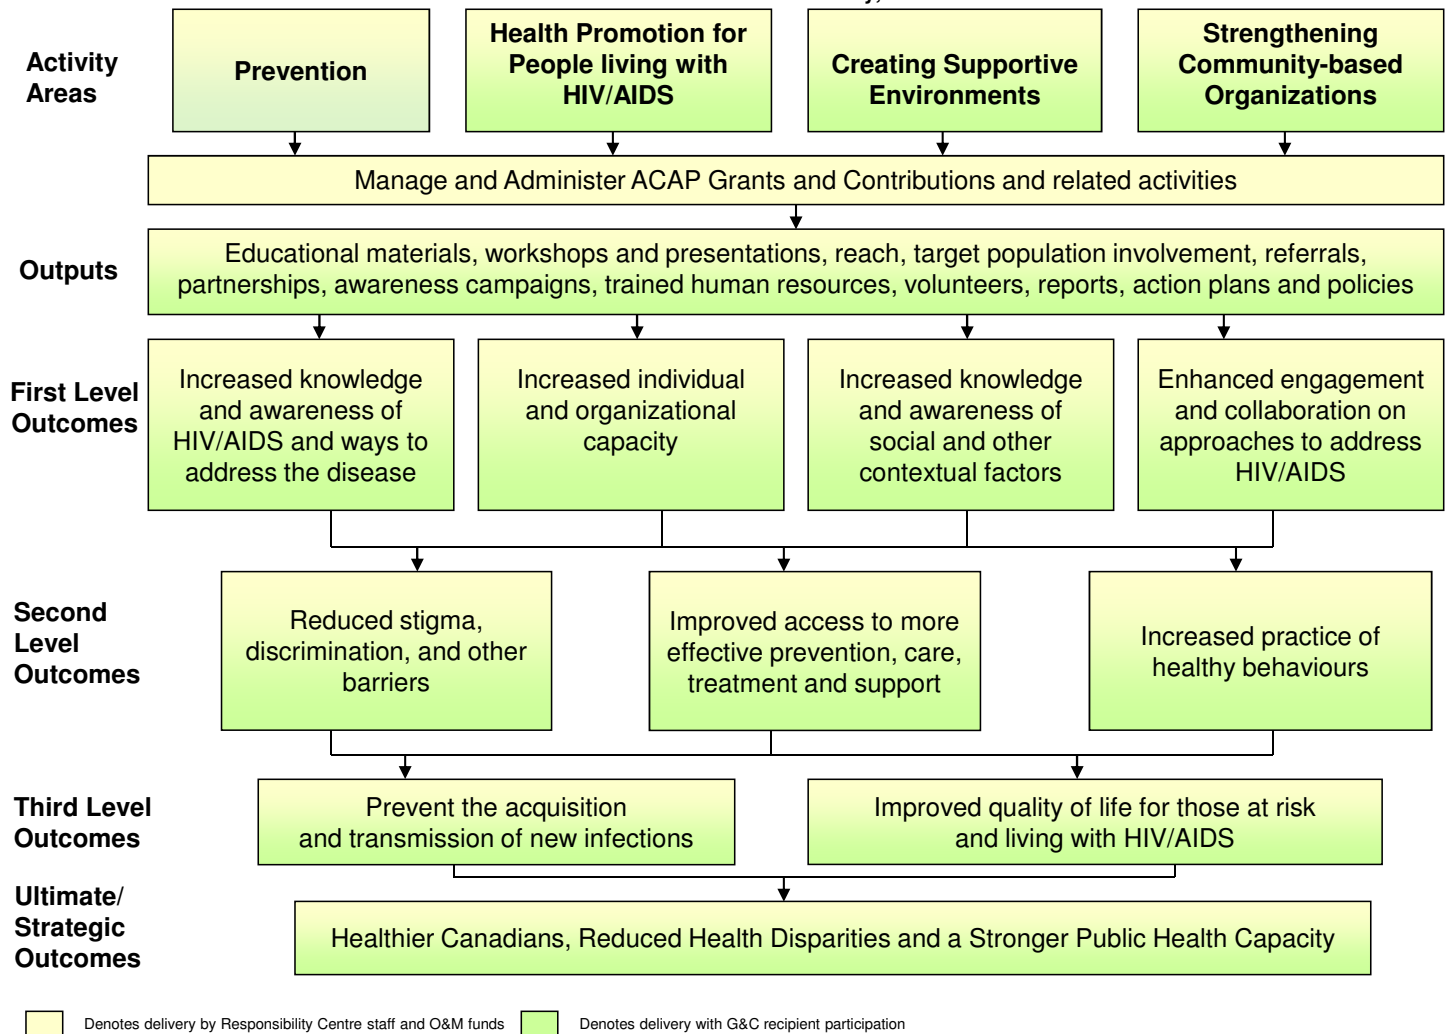 Activity
Areas
Prevention
Health Promotion for
People living with
HIV/AIDS
Creating Supportive
Environments
Strengthening
Community-based
Organizations
Manage and Administer ACAP Grants and Contributions and related activities
Outputs
Educational materials, workshops and presentations, reach, target population involvement, referrals,
partnerships, awareness campaigns, trained human resources, volunteers, reports, action plans and policies
First Level
Outcomes
Increased knowledge
and awareness of
HIV/AIDS and ways to
address the disease
Increased individual
and organizational
capacity
Increased knowledge
and awareness of
social and other
contextual factors
Enhanced engagement
and collaboration on
approaches to address
HIV/AIDS
Second
Level
Outcomes
Reduced stigma,
discrimination, and other
barriers
Improved access to more
effective prevention, care,
treatment and support
Increased practice of
healthy behaviours
Third Level
Outcomes
Prevent the acquisition
and transmission of new infections
Improved quality of life for those at risk
and living with HIV/AIDS
Ultimate/
Strategic
Outcomes
Healthier Canadians, Reduced Health Disparities and a Stronger Public Health Capacity
Denotes delivery by Responsibility Centre staff and O&M funds
Denotes delivery with G&C recipient participation